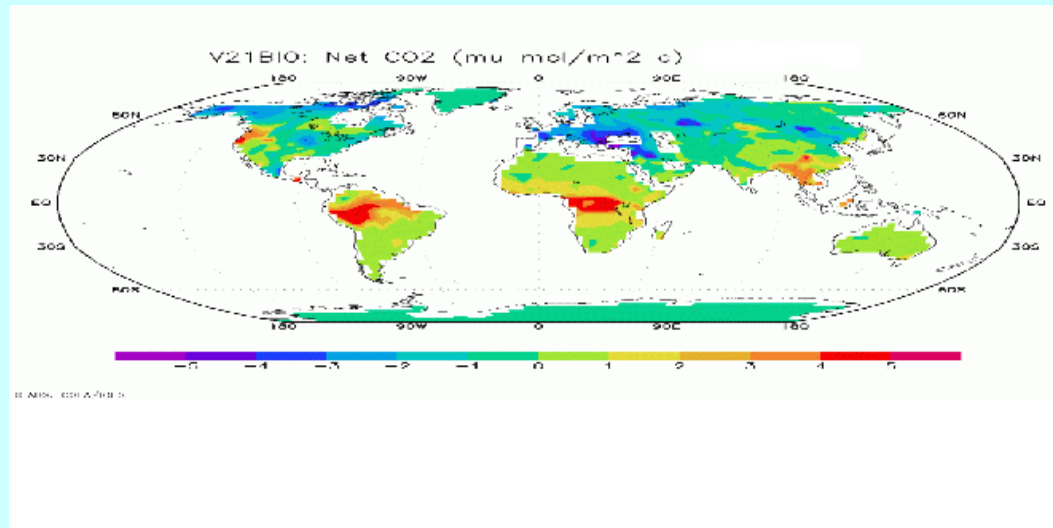 V21BIO: Net CO2 (mu mol/m^2 c)
180 90W 0 90E 180
60N 60N
30N 30N
EQ EQ
30S 30S
60S 60S
180 90W 0 90E 180
-5 -4 -3 -2 -1 0 1 2 3 4 5